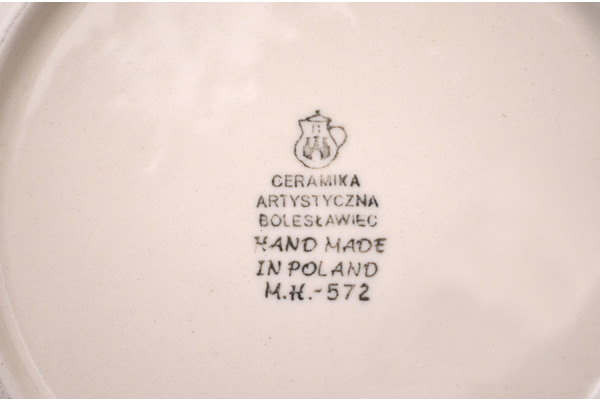 CERAMIKA
ARTYSTYCZNA
BOLESŁAWIEC
HAND MADE
IN POLAND
M.H.-572